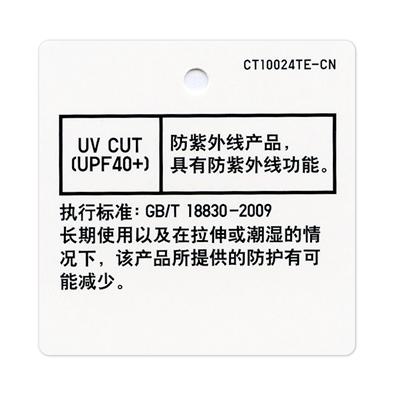 CT10024TE-CN
UV CUT
(UPF40+)
防紫外线产品，
具有防紫外线功能。
执行标准: GB/T 18830-2009
长期使用以及在拉伸或潮湿的情
况下，该产品所提供的防护有可
能减少。